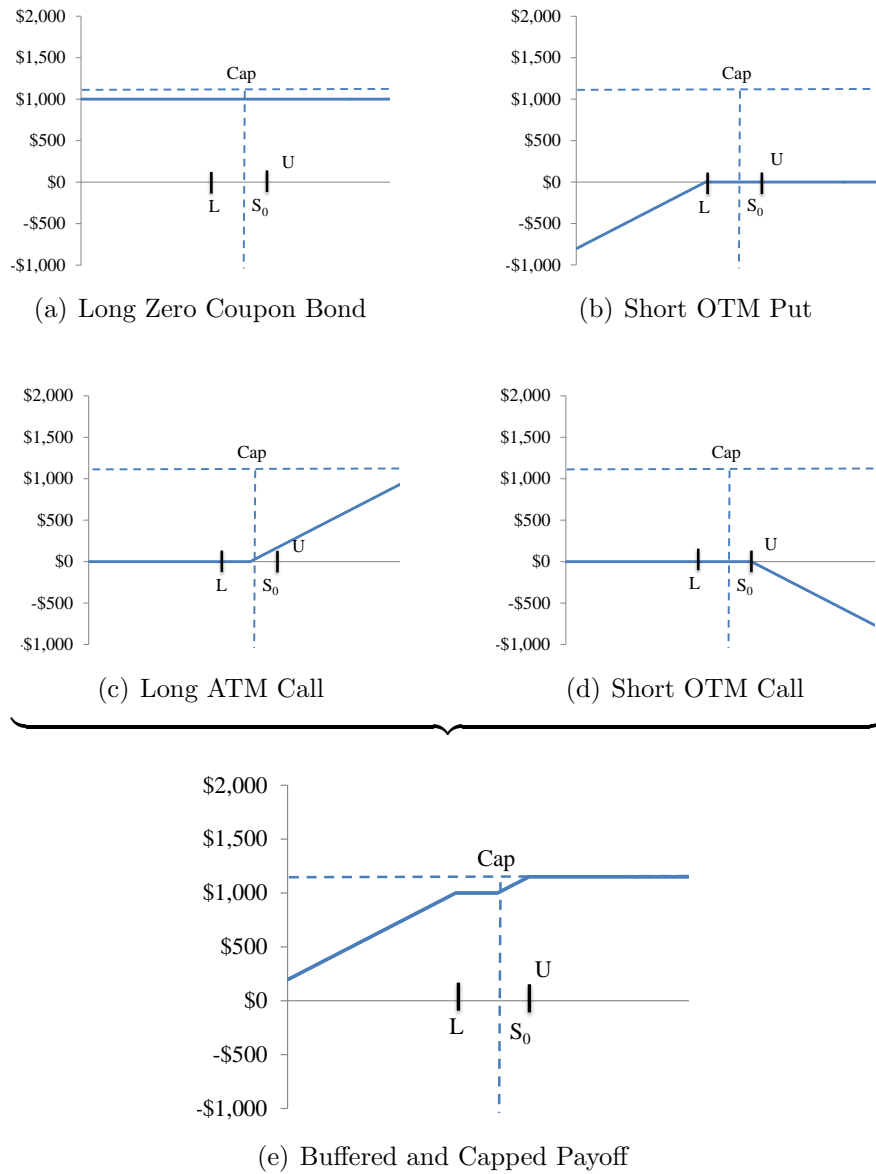 $2,000
$1,500
Cap
$1,000
$500
U
$0
L
S0
-$500
-$1,000
(a) Long Zero Coupon Bond
$2,000
$1,500
Cap
$1,000
$500
U
$0
L
S0
-$500
-$1,000
(b) Short OTM Put
$2,000
$1,500
Cap
$1,000
$500
U
$0
L
S0
-$500
-$1,000
(c) Long ATM Call
$2,000
$1,500
Cap
$1,000
$500
U
$0
L
S0
-$500
-$1,000
(d) Short OTM Call
$2,000
$1,500
Cap
$1,000
$500
U
$0
L
S0
-$500
-$1,000
(e) Buffered and Capped Payoff